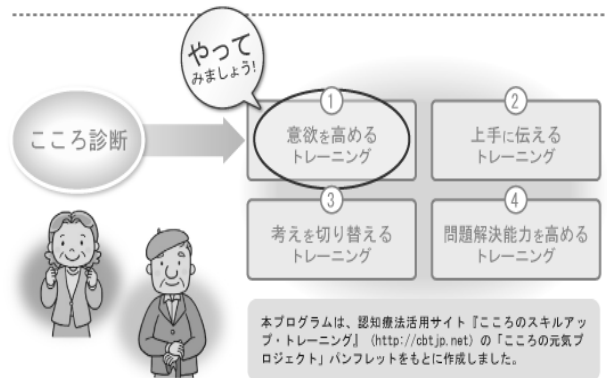 やって
みましょう!
こころ診断
1
意欲を高める
トレーニング
2
上手に伝える
トレーニング
3
考えを切り替える
トレーニング
4
問題解決能力を高める
トレーニング
本プログラムは、認知療法活用サイト『こころのスキルアッ
プ・トレーニング』(http://cbtjp.net)の「こころの元気プ
ロジェクト」パンフレットをもとに作成しました。